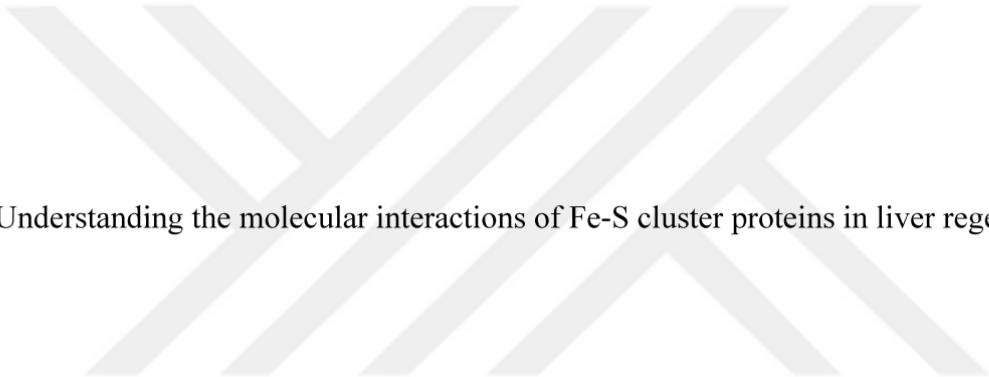 Understanding the molecular interactions of Fe-S cluster proteins in liver rege